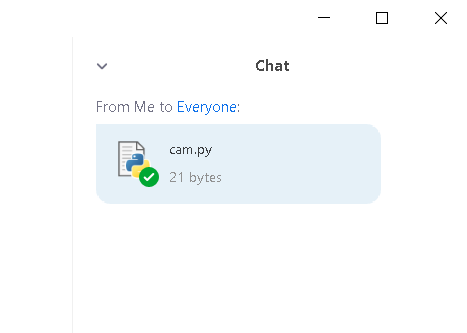 Chat
From Me to Everyone:
cam.py
21 bytes